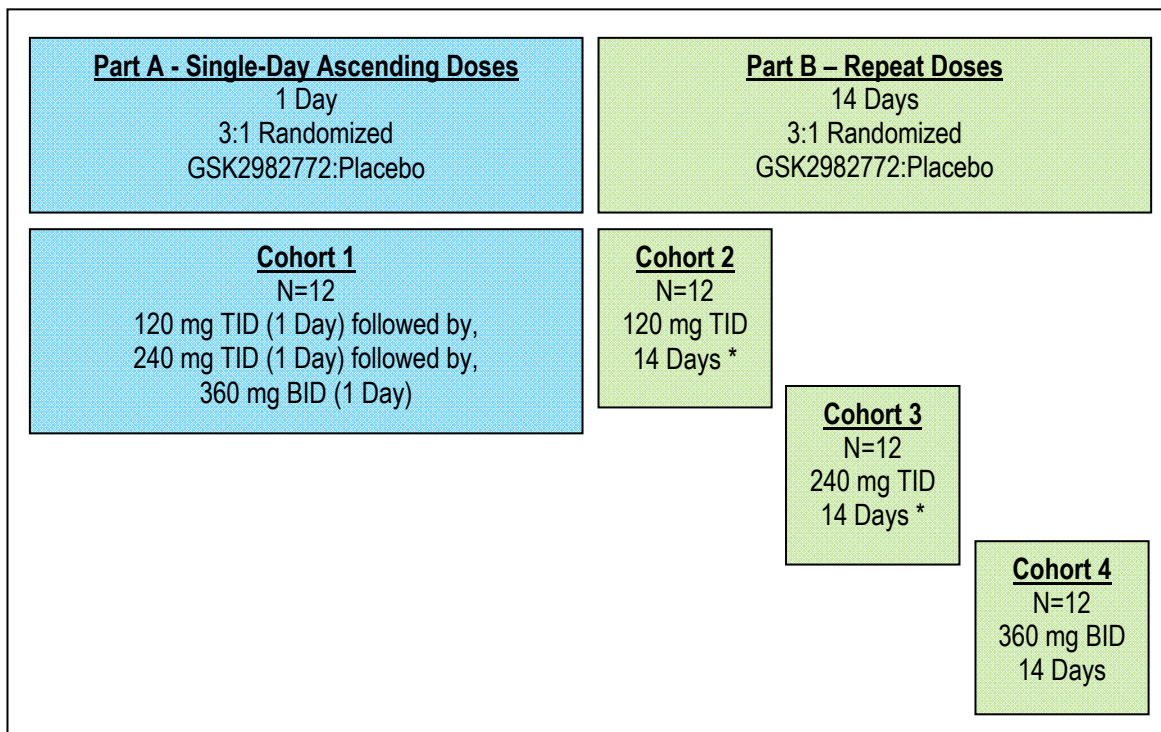 Part A - Single-Day Ascending Doses
1 Day
3:1 Randomized
GSK2982772:Placebo
Part B – Repeat Doses
14 Days
3:1 Randomized
GSK2982772:Placebo
Cohort 1
N=12
120 mg TID (1 Day) followed by,
240 mg TID (1 Day) followed by,
360 mg BID (1 Day)
Cohort 2
N=12
120 mg TID
14 Days *
Cohort 3
N=12
240 mg TID
14 Days *
Cohort 4
N=12
360 mg BID
14 Days